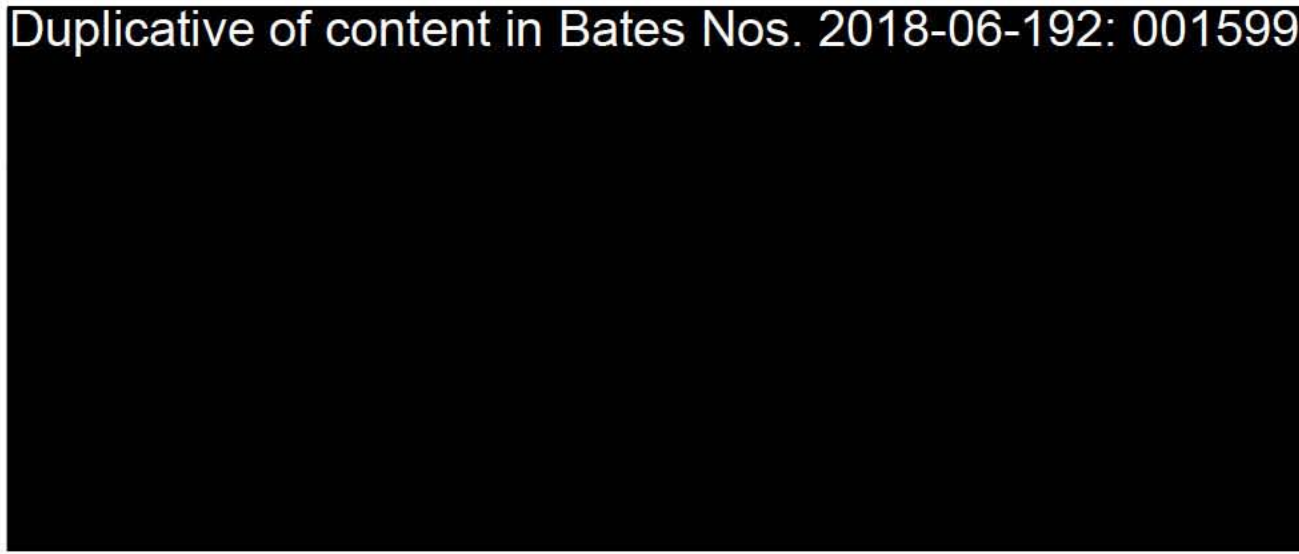 Duplicative of content in Bates Nos. 2018-06-192: 001599